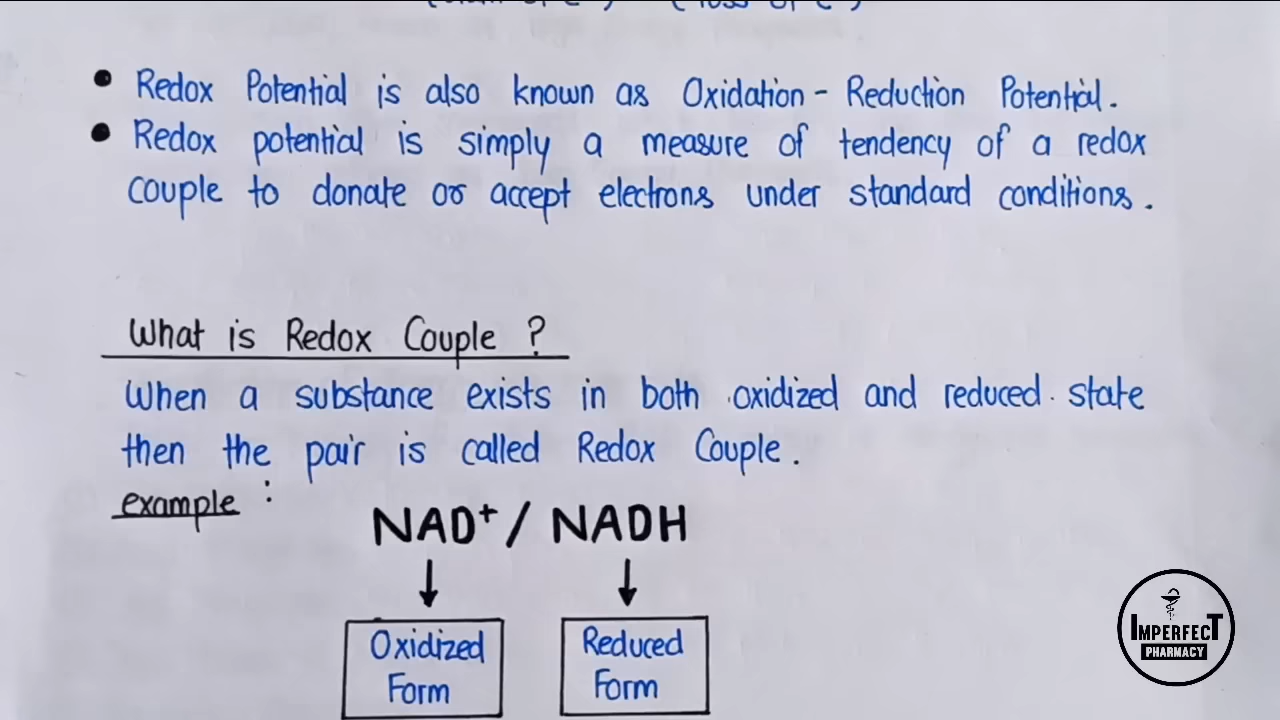 Redox Potential is also known as Oxidation - Reduction Potential.
Redox potential is simply a measure of tendency of a redox
couple to donate or accept electrons under standard conditions.
What is Redox Couple ?
When a substance exists in both oxidized and reduced state
then the pair is called Redox Couple.
example :
NAD⁺ / NADH
Oxidized Form
Reduced Form
IMPERFECT
PHARMACY